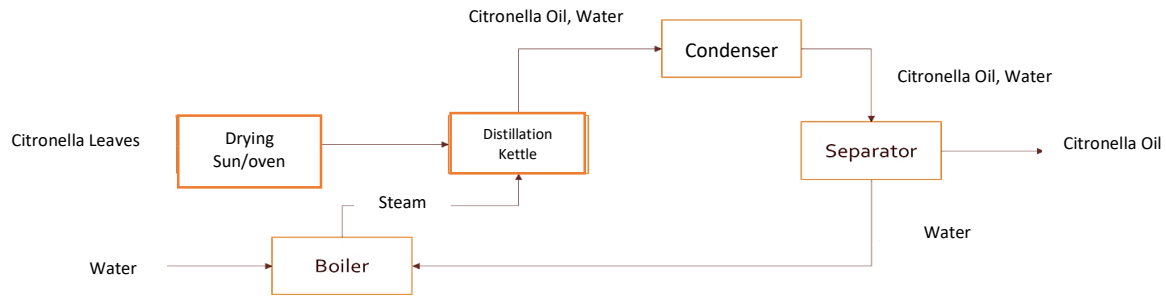 Citronella Oil, Water
Condenser
Citronella Oil, Water
Citronella Leaves
Drying
Sun/oven
Distillation
Kettle
Separator
Citronella Oil
Steam
Water
Water
Boiler